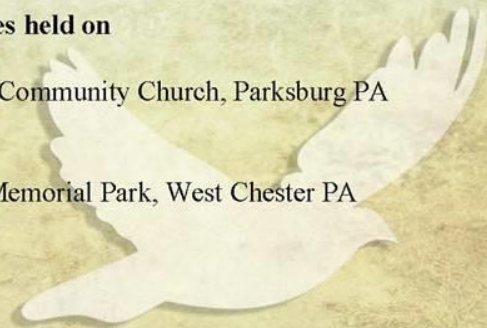 es held on
Community Church, Parksburg PA
Memorial Park, West Chester PA